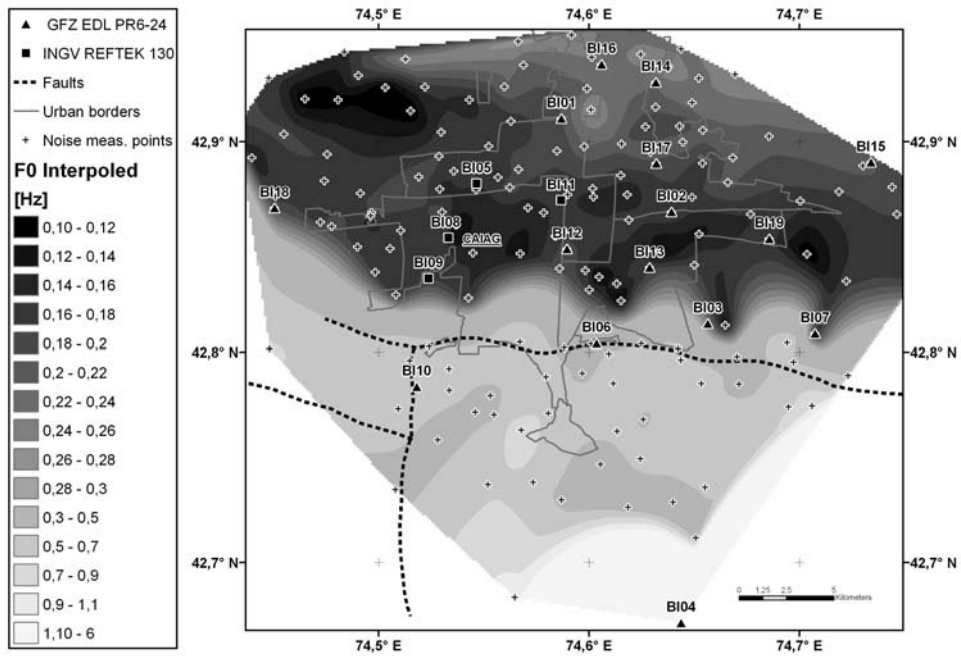 GFZ EDL PR6-24
INGV REFTEK 130
Faults
Urban borders
Noise meas. points
F0 Interpoled
[Hz]
0,10 - 0,12
0,12 - 0,14
0,14 - 0,16
0,16 - 0,18
0,18 - 0,2
0,2 - 0,22
0,22 - 0,24
0,24 - 0,26
0,26 - 0,28
0,28 - 0,3
0,3 - 0,5
0,5 - 0,7
0,7 - 0,9
0,9 - 1,1
1,10 - 6
74,5° E 74,6° E 74,7° E
BI16
BI14
BI01
42,9° N 42,9° N
BI17 BI15
BI05
BI18 BI11 BI02
BI08 CAIAG BI12 BI19
BI09 BI13
BI03 BI07
BI06
42,8° N 42,8° N
BI10
42,7° N 42,7° N
0 1.25 2.5 5
Kilometers
BI04
74,5° E 74,6° E 74,7° E